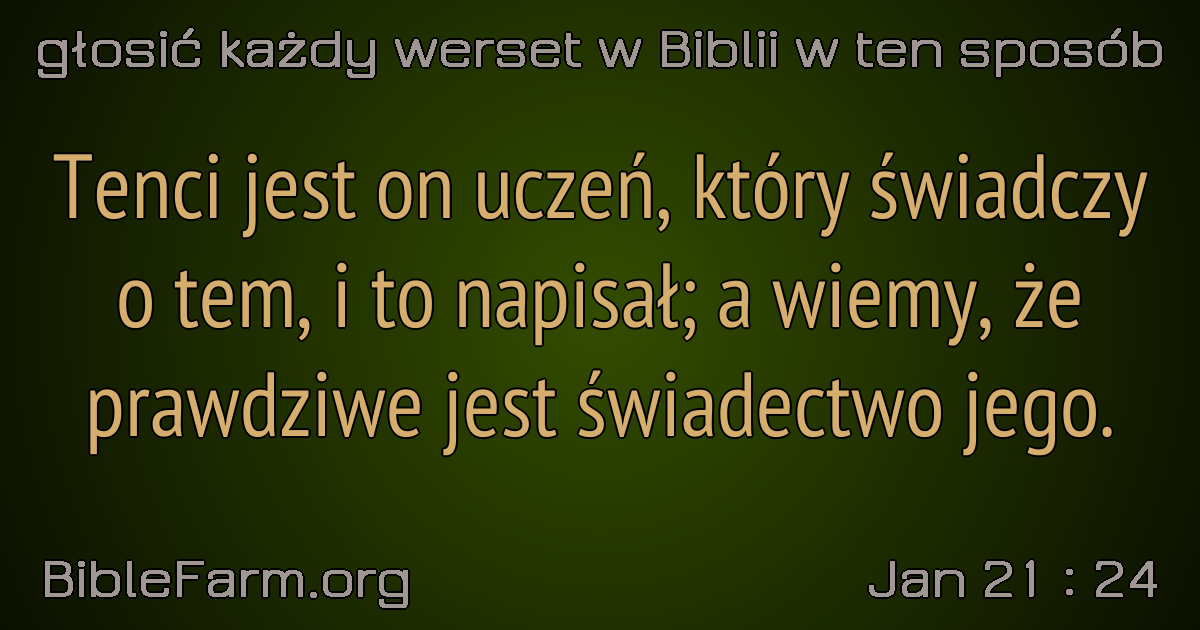 głosić każdy werset w Biblii w ten sposób
Tenci jest on uczeń, który świadczy
o tem, i to napisał; a wiemy, że
prawdziwe jest świadectwo jego.
BibleFarm.org
Jan 21 : 24